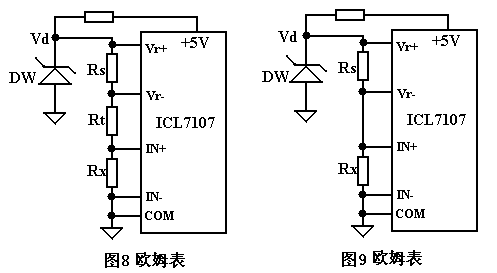 Vd
+5V
Vr+
DW
Rs
Vr-
Rt
ICL7107
IN+
Rx
IN-
COM
图8 欧姆表
Vd
+5V
Vr+
DW
Rs
Vr-
ICL7107
IN+
Rx
IN-
COM
图9 欧姆表